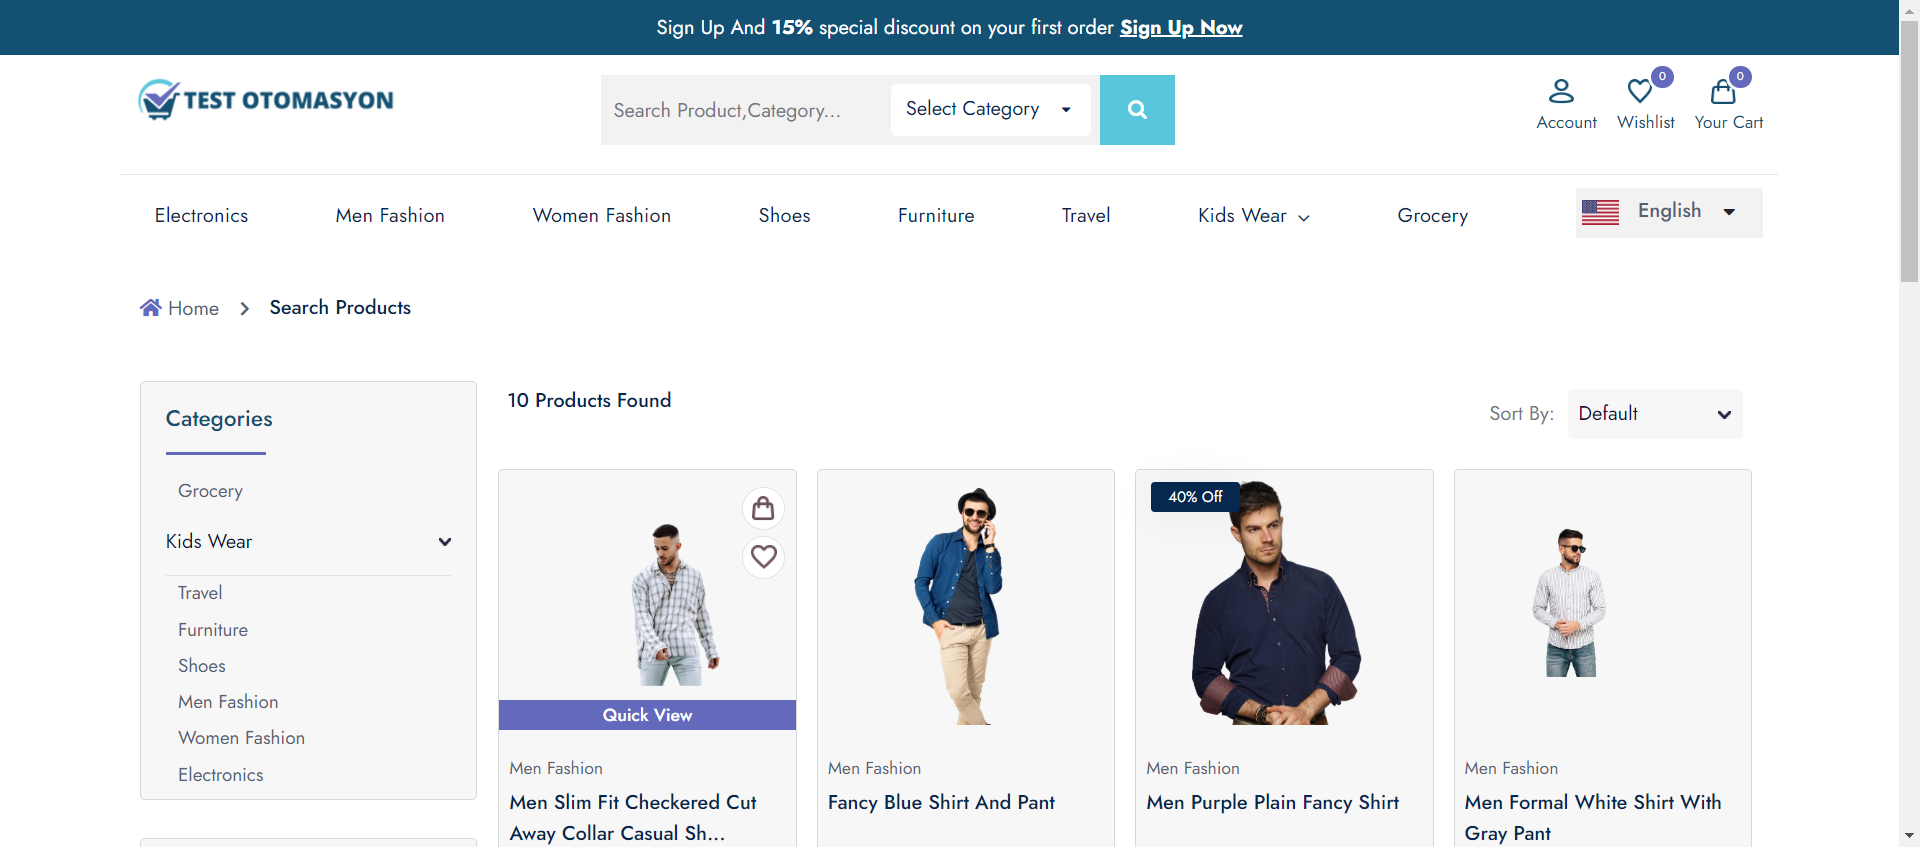 Sign Up And 15% special discount on your first order Sign Up Now
TEST OTOMASYON
Search Product,Category...
Select Category
0
0
Account
Wishlist
Your Cart
Electronics
Men Fashion
Women Fashion
Shoes
Furniture
Travel
Kids Wear
Grocery
English
Home
Search Products
Categories
Grocery
Kids Wear
Travel
Furniture
Shoes
Men Fashion
Women Fashion
Electronics
10 Products Found
Sort By:
Default
Quick View
Men Fashion
Men Slim Fit Checkered Cut
Away Collar Casual Sh...
Men Fashion
Fancy Blue Shirt And Pant
40% Off
Men Fashion
Men Purple Plain Fancy Shirt
Men Fashion
Men Formal White Shirt With
Gray Pant